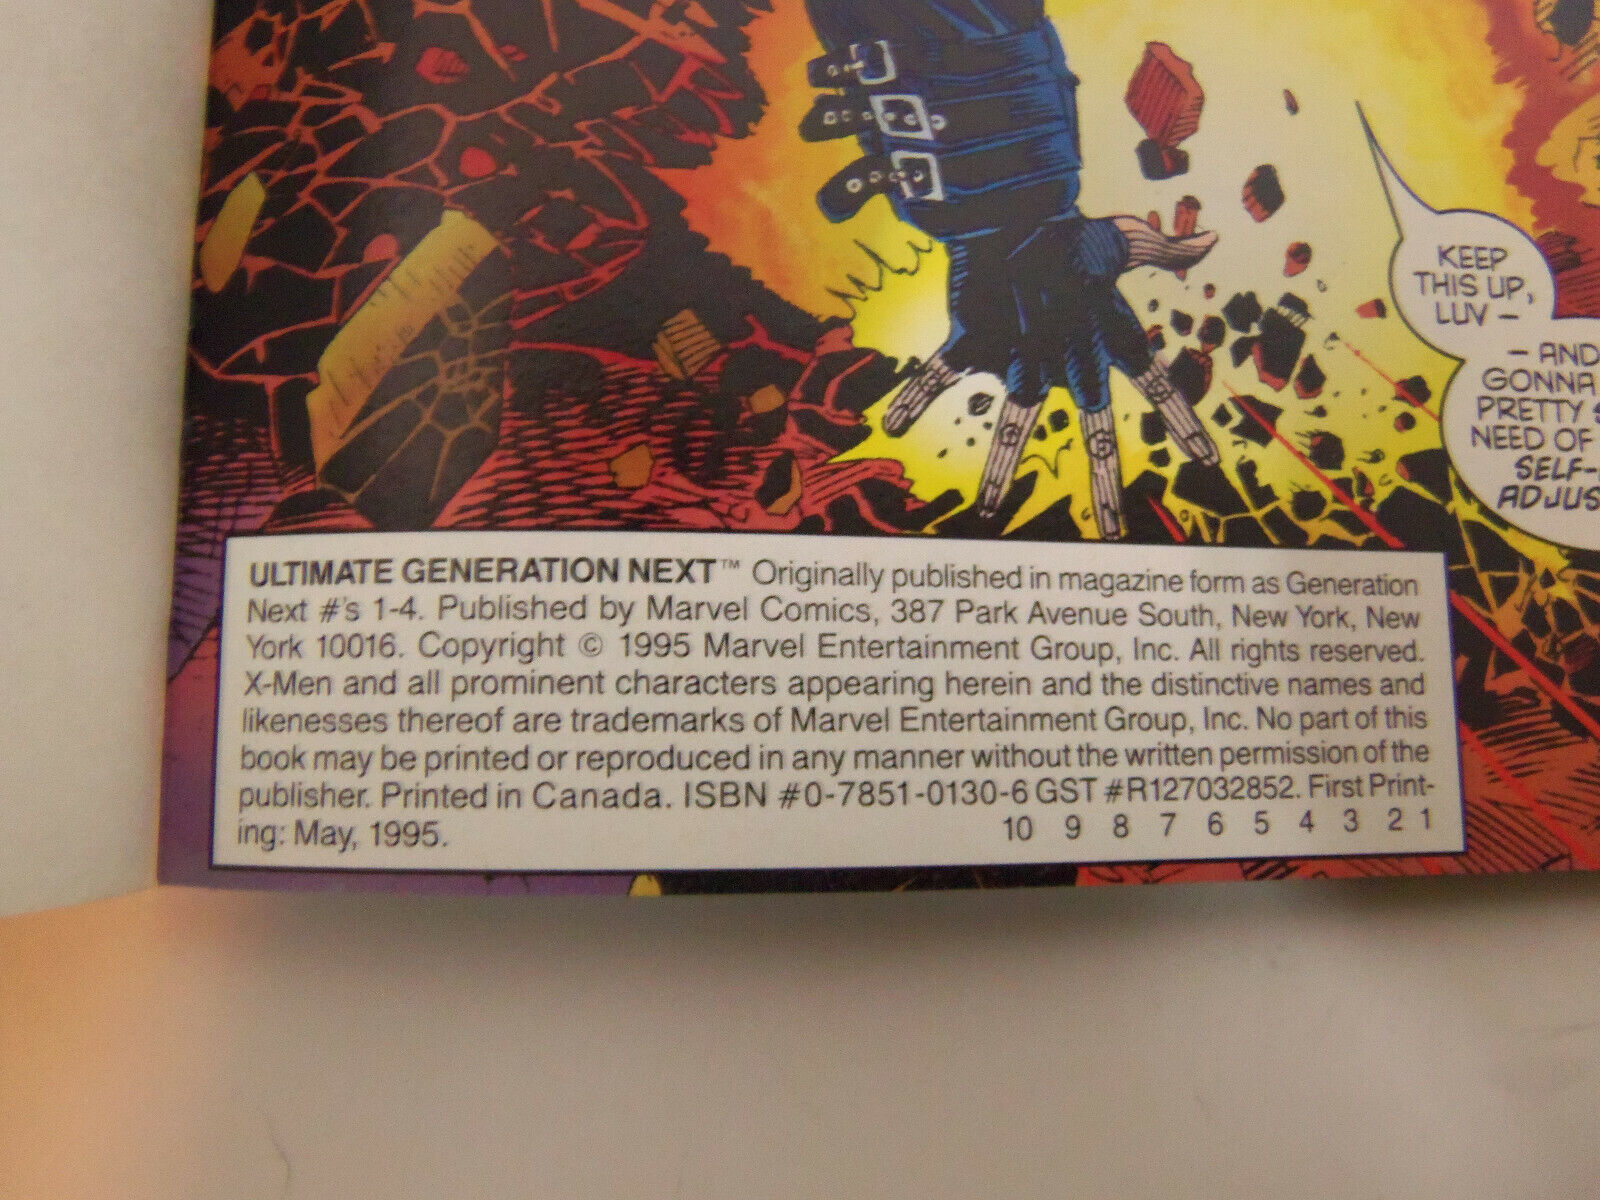 KEEP
THIS UP,
LUV –
– AND
GONNA
PRETTY
NEED OF
SELF-
ADJUS
ULTIMATE GENERATION NEXT™ Originally published in magazine form as Generation
Next #'s 1-4. Published by Marvel Comics, 387 Park Avenue South, New York, New
York 10016. Copyright © 1995 Marvel Entertainment Group, Inc. All rights reserved.
X-Men and all prominent characters appearing herein and the distinctive names and
likenesses thereof are trademarks of Marvel Entertainment Group, Inc. No part of this
book may be printed or reproduced in any manner without the written permission of the
publisher. Printed in Canada. ISBN #0-7851-0130-6 GST #R127032852. First Print-
ing: May, 1995. 10 9 8 7 6 5 4 3 2 1